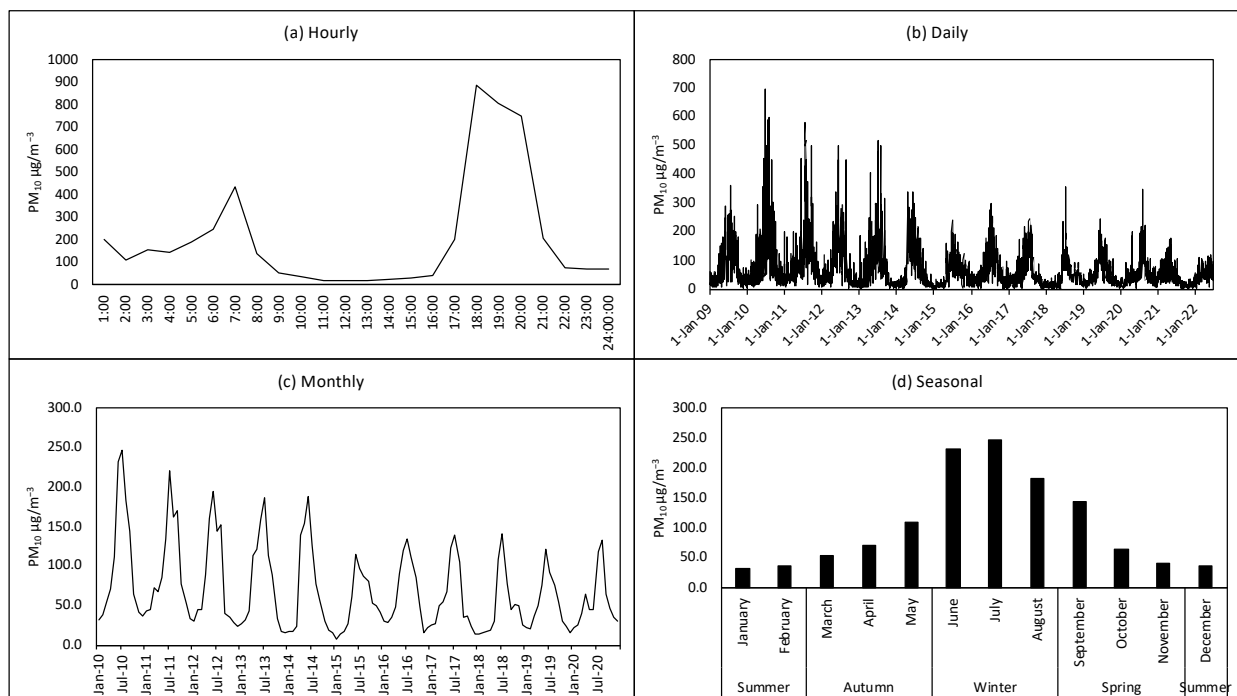 (a) Hourly
PM₁₀ µg/m⁻³
1000
900
800
700
600
500
400
300
200
100
0
1:00
2:00
3:00
4:00
5:00
6:00
7:00
8:00
9:00
10:00
11:00
12:00
13:00
14:00
15:00
16:00
17:00
18:00
19:00
20:00
21:00
22:00
23:00
24:00:00
(b) Daily
PM₁₀ µg/m⁻³
800
700
600
500
400
300
200
100
0
1-Jan-09
1-Jan-10
1-Jan-11
1-Jan-12
1-Jan-13
1-Jan-14
1-Jan-15
1-Jan-16
1-Jan-17
1-Jan-18
1-Jan-19
1-Jan-20
1-Jan-21
1-Jan-22
(c) Monthly
PM₁₀ µg/m⁻³
300.0
250.0
200.0
150.0
100.0
50.0
0.0
Jan-10
Jul-10
Jan-11
Jul-11
Jan-12
Jul-12
Jan-13
Jul-13
Jan-14
Jul-14
Jan-15
Jul-15
Jan-16
Jul-16
Jan-17
Jul-17
Jan-18
Jul-18
Jan-19
Jul-19
Jan-20
Jul-20
(d) Seasonal
PM₁₀ µg/m⁻³
300.0
250.0
200.0
150.0
100.0
50.0
0.0
January
February
March
April
May
June
July
August
September
October
November
December
Summer
Autumn
Winter
Spring
Summer